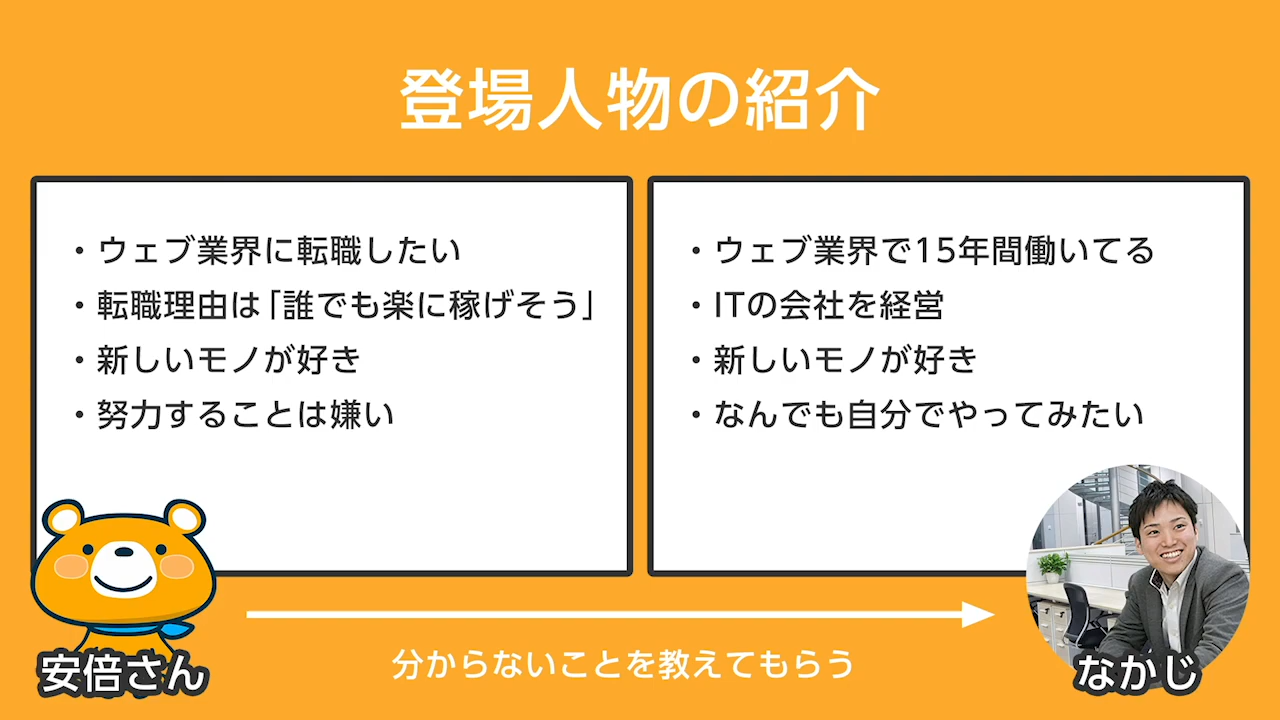 登場人物の紹介
・ウェブ業界に転職したい
・転職理由は「誰でも楽に稼げそう」
・新しいモノが好き
・努力することは嫌い
・ウェブ業界で15年間働いてる
・ITの会社を経営
・新しいモノが好き
・なんでも自分でやってみたい
安倍さん
分からないことを教えてもらう
なかじ